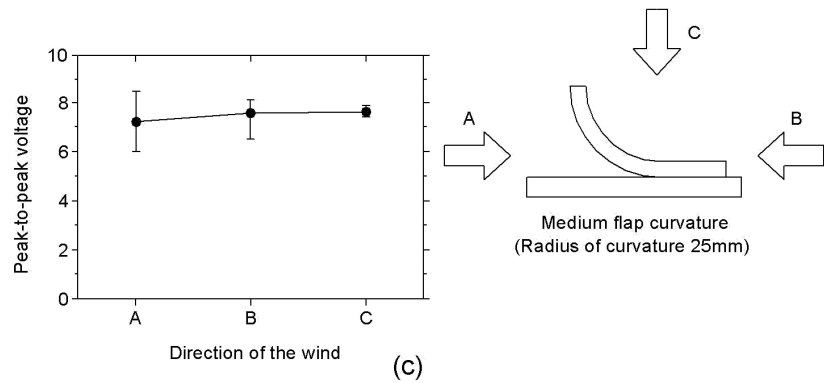 10
8
6
4
2
0
Peak-to-peak voltage
A
B
C
Direction of the wind
(c)
C
A
B
Medium flap curvature
(Radius of curvature 25mm)